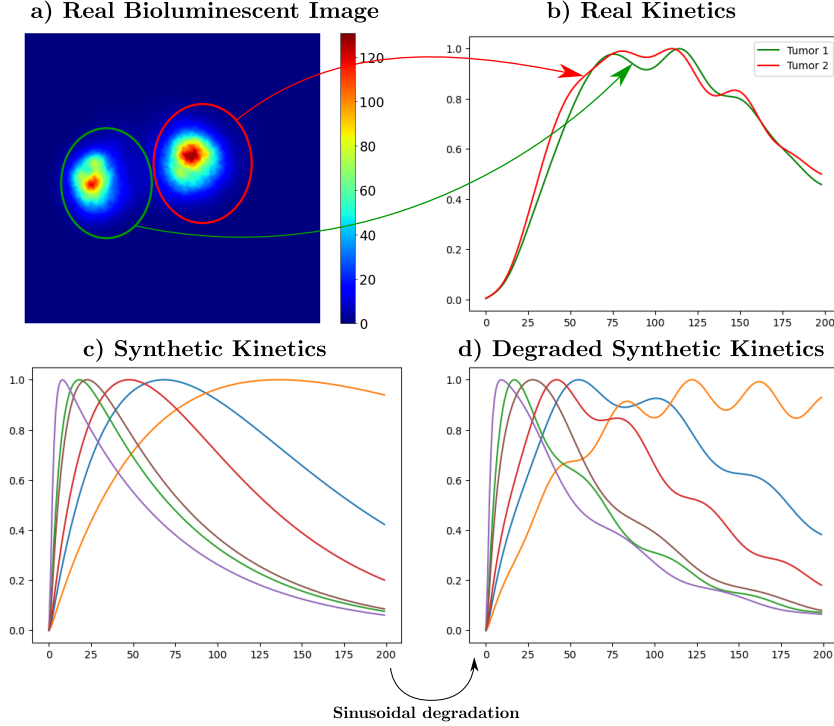 a) Real Bioluminescent Image
120
100
80
60
40
20
0
b) Real Kinetics
1.0
0.8
0.6
0.4
0.2
0.0
Tumor 1
Tumor 2
0 25 50 75 100 125 150 175 200
c) Synthetic Kinetics
1.0
0.8
0.6
0.4
0.2
0.0
0 25 50 75 100 125 150 175 200
d) Degraded Synthetic Kinetics
1.0
0.8
0.6
0.4
0.2
0.0
0 25 50 75 100 125 150 175 200
Sinusoidal degradation